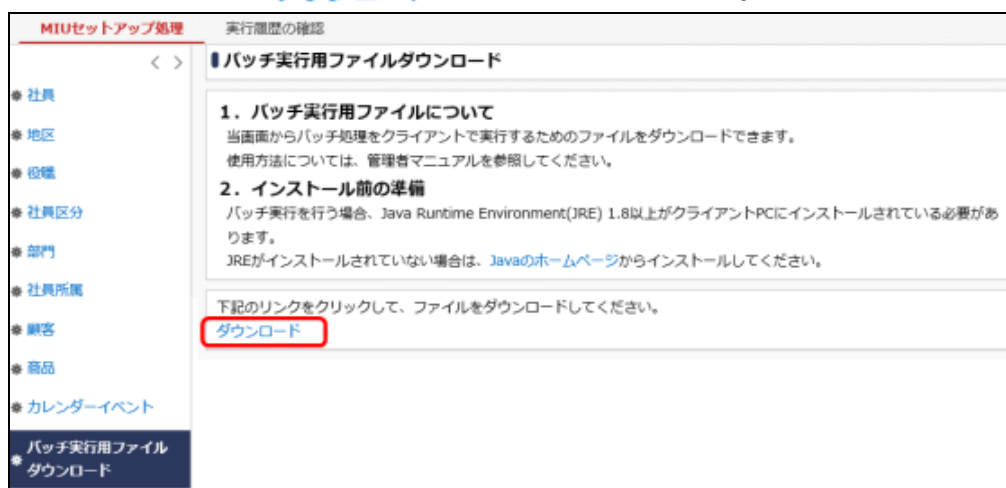 MIUセットアップ処理 実行履歴の確認
< >
バッチ実行用ファイルダウンロード
社員
地区
役職
社員区分
部門
社員所属
顧客
商品
カレンダーイベント
バッチ実行用ファイル
ダウンロード
1. バッチ実行用ファイルについて
当画面からバッチ処理をクライアントで実行するためのファイルをダウンロードできます。
使用方法については、管理者マニュアルを参照してください。
2. インストール前の準備
バッチ実行を行う場合、Java Runtime Environment(JRE) 1.8以上がクライアントPCにインストールされている必要があ
ります。
JREがインストールされていない場合は、Javaのホームページからインストールしてください。
下記のリンクをクリックして、ファイルをダウンロードしてください。
ダウンロード